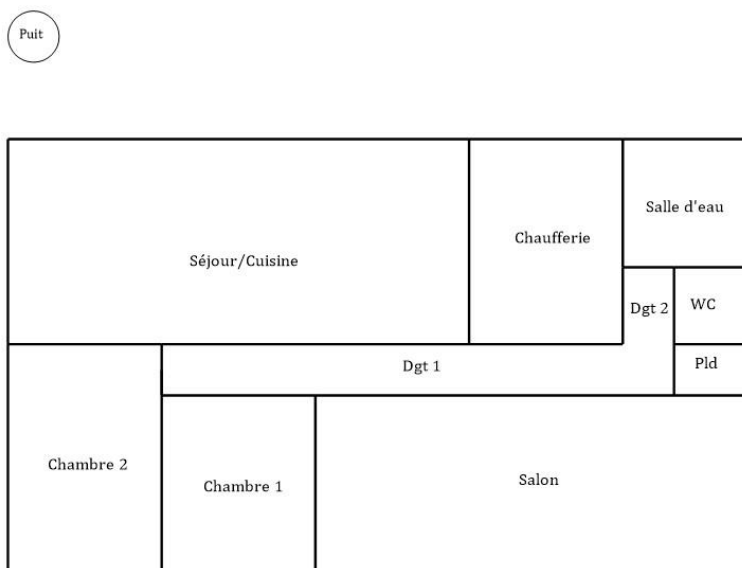 Puit
Salle d'eau
Chaufferie
Séjour/Cuisine
Dgt 2
WC
Dgt 1
Pld
Chambre 2
Chambre 1
Salon